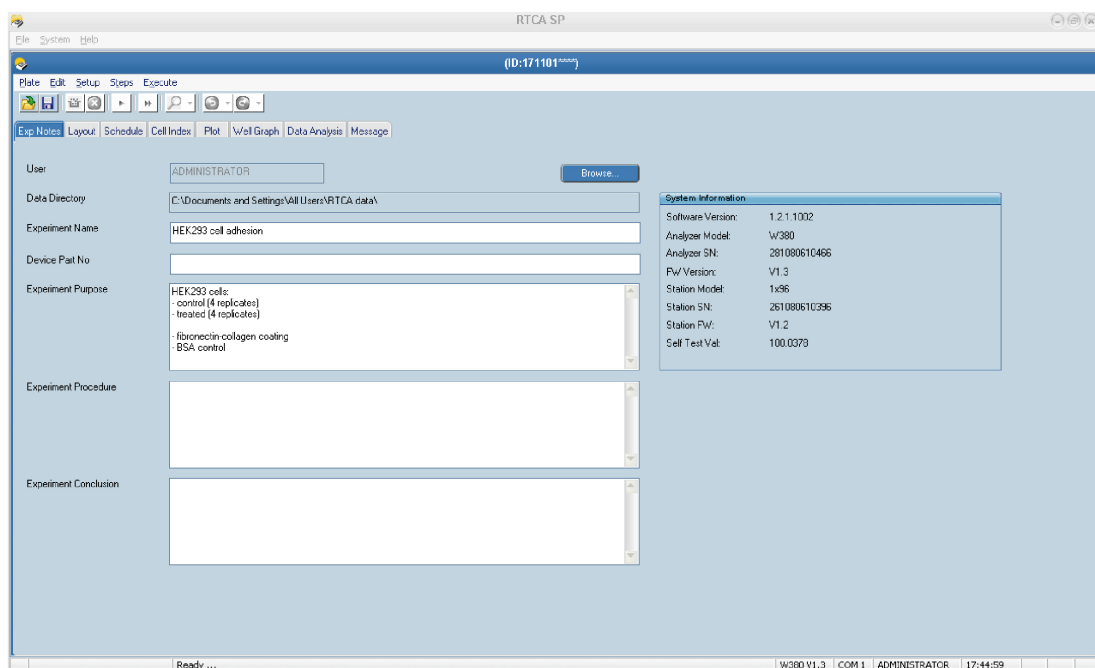 RTCA SP
File System Help
(ID:171101****)
Plate Edit Setup Steps Execute
Exp Notes Layout Schedule Cell Index Plot Well Graph Data Analysis Message
User ADMINISTRATOR Browse...
Data Directory C:\Documents and Settings\All Users\RTCA data\
Experiment Name HEK293 cell adhesion
Device Part No
Experiment Purpose HEK293 cells:
- control (4 replicates)
- treated (4 replicates)
- fibronectin-collagen coating
- BSA control
Experiment Procedure
Experiment Conclusion
System Information
Software Version: 1.2.1.1002
Analyzer Model: W380
Analyzer SN: 281080610466
FW Version: V1.3
Station Model: 1x96
Station SN: 261080610396
Station FW: V1.2
Self Test Val: 100.0378
Ready ... W380 V1.3 COM 1 ADMINISTRATOR 17:44:59